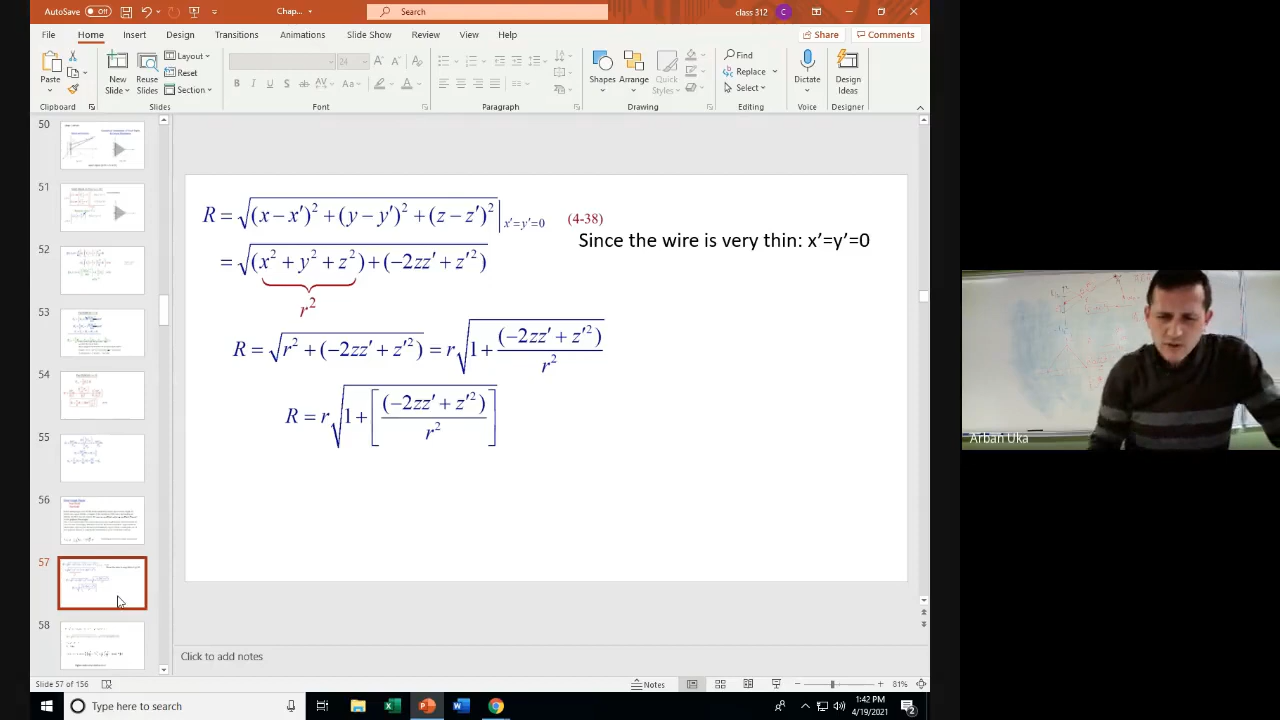 AutoSave Off Chap... Search class 312 C
File Home Insert Design Transitions Animations Slide Show Review View Help Share Comments
Paste New Slide Reuse Slides Layout Reset Section 24 Shapes Arrange Quick Styles Find Replace Select Dictate Design Ideas
Clipboard Slides Font Paragraph Drawing Editing Voice Designer
50
51
52
53
54
55
56
57
58
R = √(x − x′)² + (y − y′)² + (z − z′)² |x′=y′=0 (4-38)
Since the wire is very thin: x′=y′=0
= √(x² + y² + z²) + (−2zz′ + z′²)
r²
R = √r² + (−2zz′ + z′²) = r√1 + (−2zz′ + z′²)/r²
R = r√1 + [(−2zz′ + z′²)/r²]
Arban Uka
Click to add notes
Slide 57 of 156 Notes 81%
Type here to search 1:42 PM
4/19/2021 2